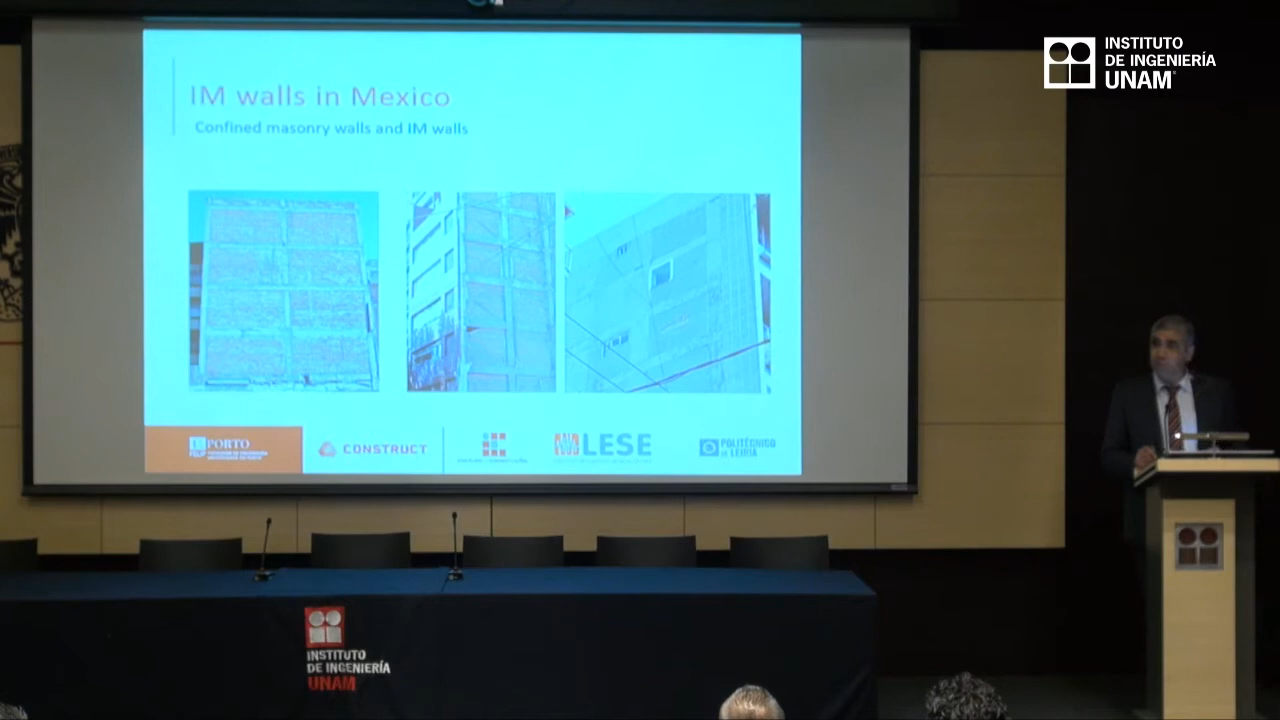 IM walls in Mexico
Confined masonry walls and IM walls
PORTO
CONSTRUCT
LESE
POLITÉCNICO
DE LEIRIA
INSTITUTO
DE INGENIERÍA
UNAM
INSTITUTO
DE INGENIERÍA
UNAM